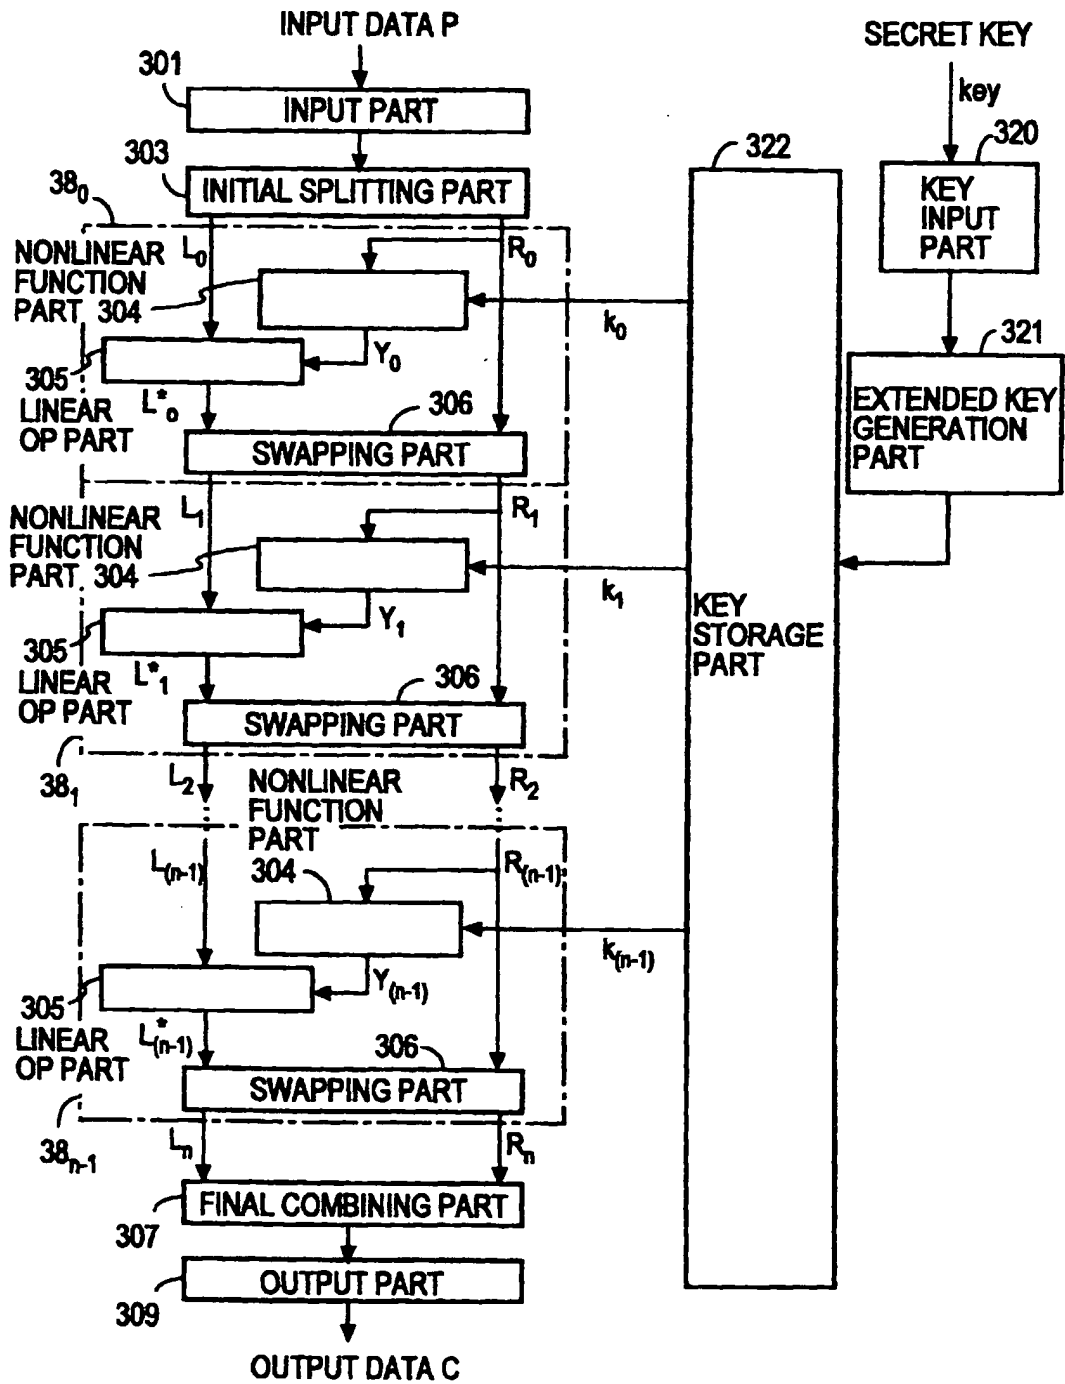 INPUT DATA P
SECRET KEY
key
301
INPUT PART
320
KEY
INPUT
PART
303
322
INITIAL SPLITTING PART
38₀
L₀
R₀
NONLINEAR
FUNCTION
PART 304
k₀
Y₀
305
LINEAR
OP PART
L*₀
306
SWAPPING PART
321
EXTENDED KEY
GENERATION
PART
L₁
R₁
NONLINEAR
FUNCTION
PART 304
k₁
Y₁
KEY
STORAGE
PART
305
LINEAR
OP PART
L*₁
306
SWAPPING PART
38₁
L₂
R₂
NONLINEAR
FUNCTION
PART
304
L₍ₙ₋₁₎
R₍ₙ₋₁₎
k₍ₙ₋₁₎
Y₍ₙ₋₁₎
305
LINEAR
OP PART
L*₍ₙ₋₁₎
306
SWAPPING PART
38ₙ₋₁
Lₙ
Rₙ
FINAL COMBINING PART
307
OUTPUT PART
309
OUTPUT DATA C